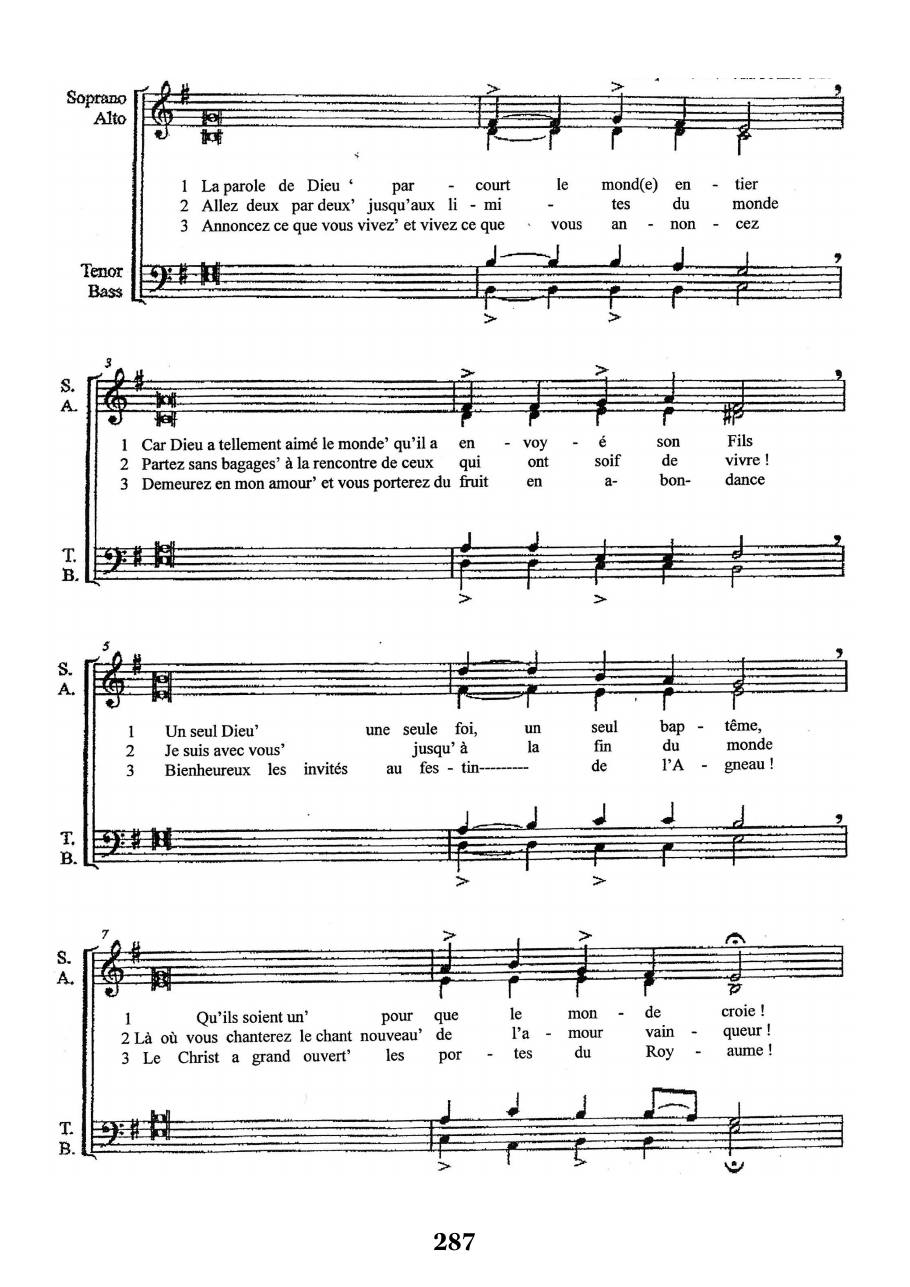 Soprano
Alto
1 La parole de Dieu ‘ par - court le mond(e) en - tier
2 Allez deux par deux’ jusqu’aux li - mi - tes du monde
3 Annoncez ce que vous vivez’ et vivez ce que vous an - non - cez
Tenor
Bass
3
S.
A.
1 Car Dieu a tellement aimé le monde’ qu’il a en - voy - é son Fils
2 Partez sans bagages’ à la rencontre de ceux qui ont soif de vivre !
3 Demeurez en mon amour’ et vous porterez du fruit en a- bon- dance
T.
B.
5
S.
A.
1 Un seul Dieu’ une seule foi, un seul bap - tême,
2 Je suis avec vous’ jusqu’ à la fin du monde
3 Bienheureux les invités au fes - tin--------- de l’A - gneau !
T.
B.
7
S.
A.
1 Qu’ils soient un’ pour que le mon - de croie !
2 Là où vous chanterez le chant nouveau’ de l’a - mour vain - queur !
3 Le Christ a grand ouvert’ les por - tes du Roy - aume !
T.
B.
287